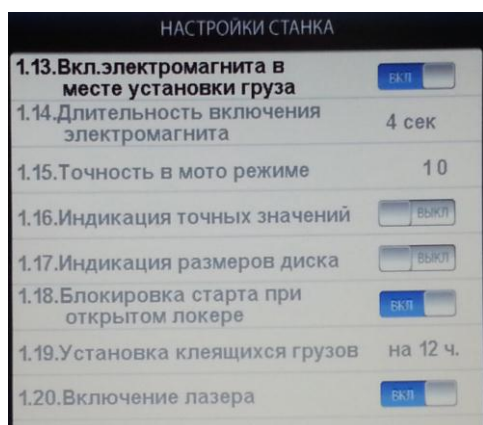 НАСТРОЙКИ СТАНКА
1.13.Вкл.электромагнита в
месте установки груза
ВКЛ
1.14.Длительность включения
электромагнита
4 сек
1.15.Точность в мото режиме
10
1.16.Индикация точных значений
ВЫКЛ
1.17.Индикация размеров диска
ВЫКЛ
1.18.Блокировка старта при
открытом локере
ВКЛ
1.19.Установка клеящихся грузов
на 12 ч.
1.20.Включение лазера
ВКЛ